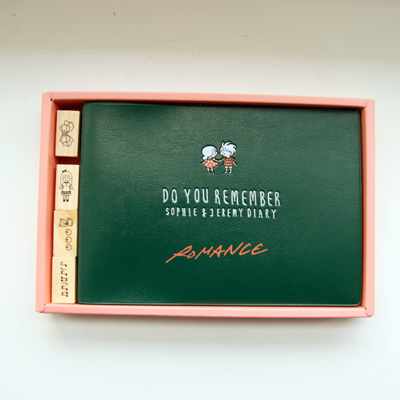 DO YOU REMEMBER
SOPHIE & JEREMY DIARY
ROMANCE